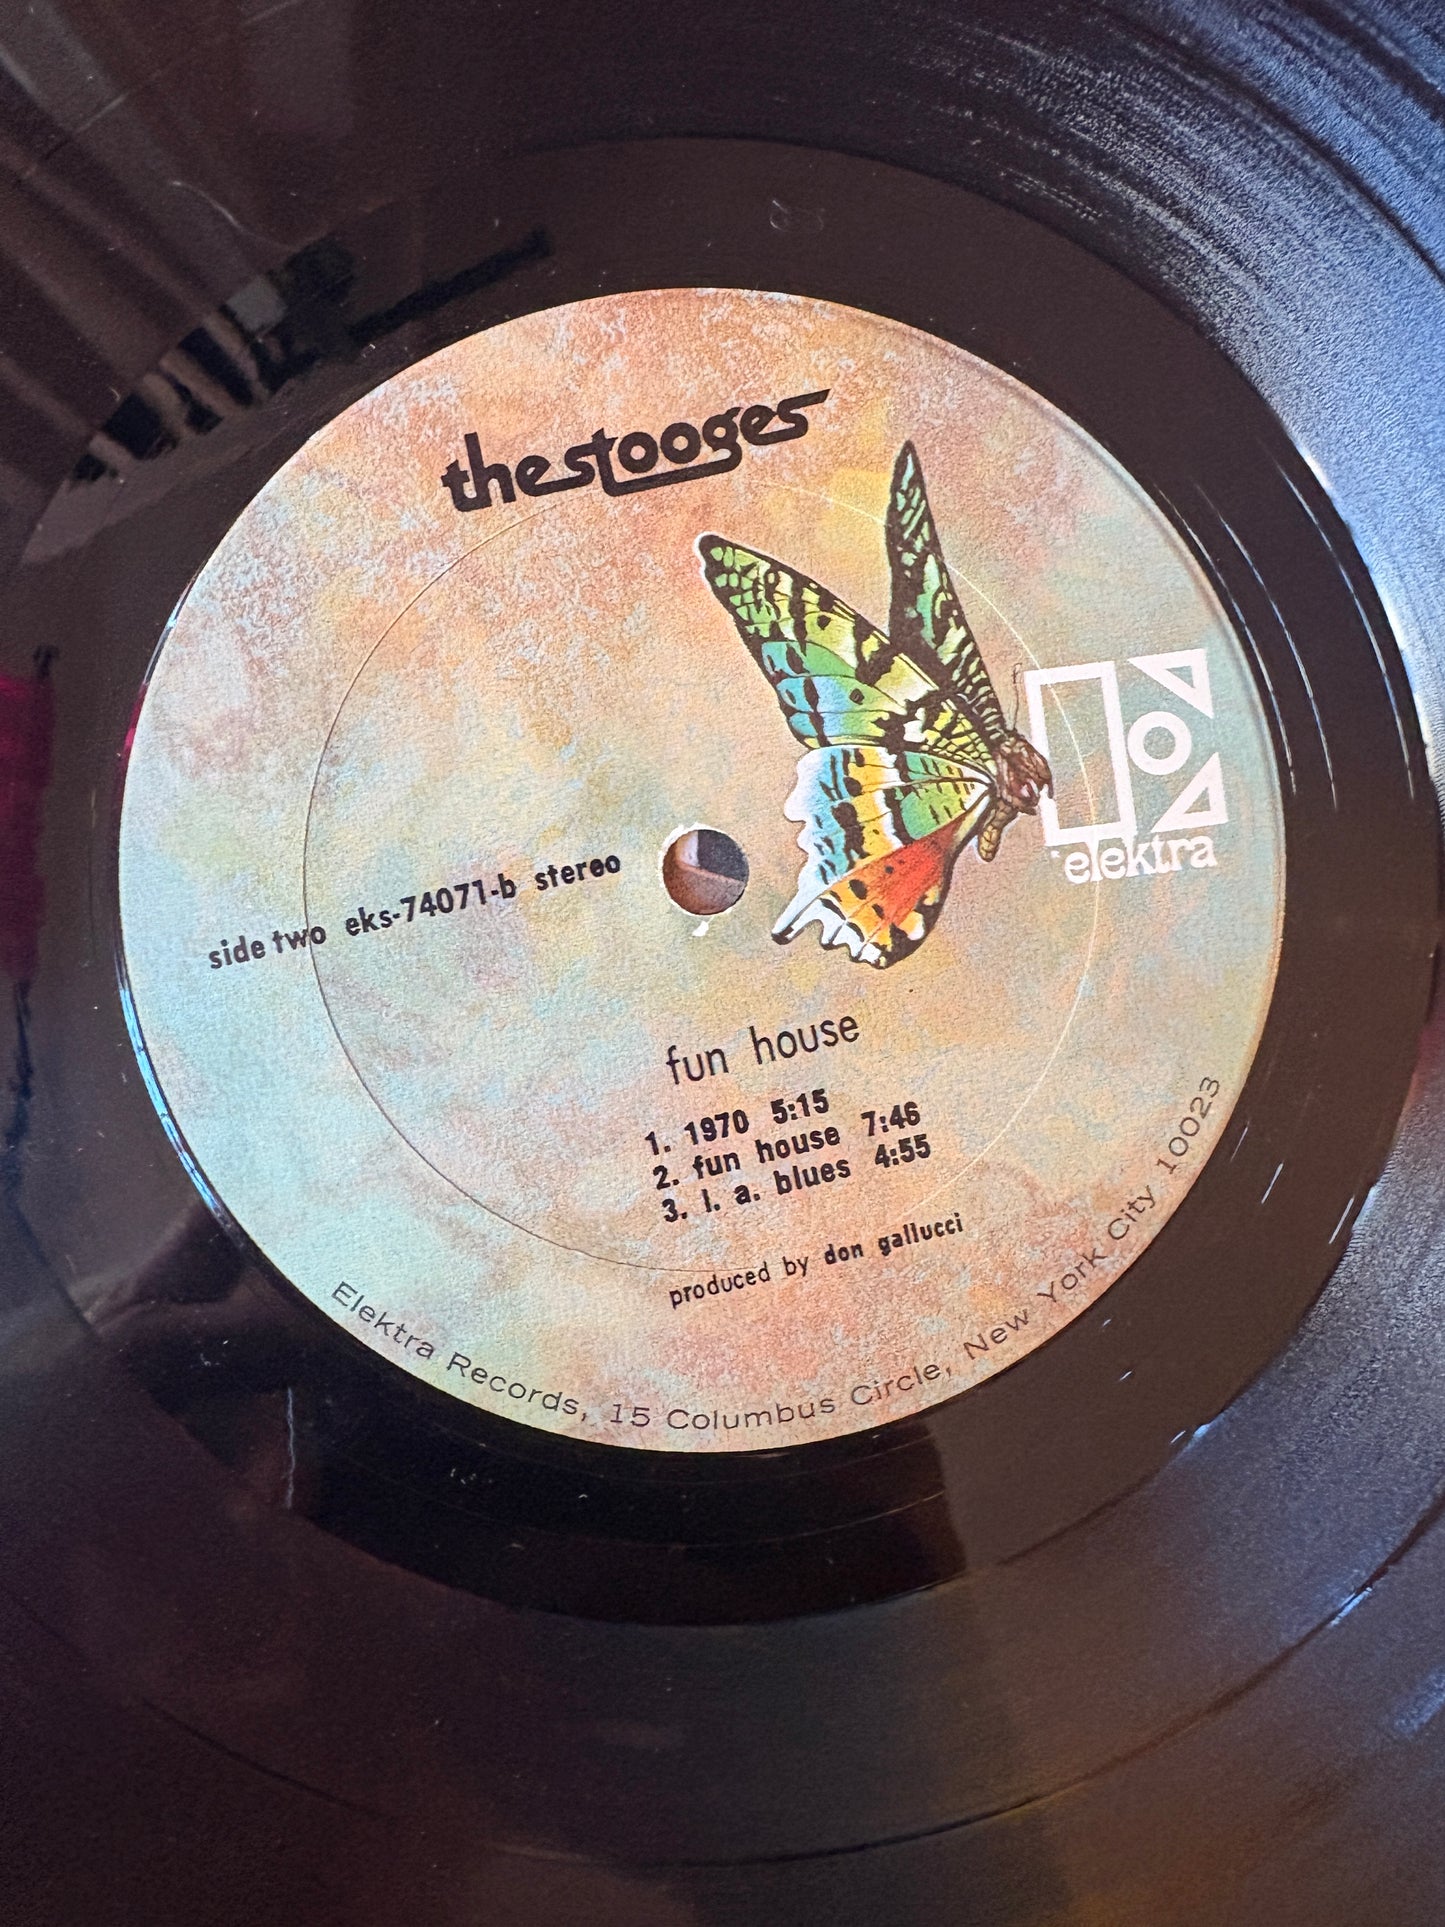 the stooges
elektra
side two eks-74071-b stereo
fun house
1. 1970 5:15
2. fun house 7:46
3. l. a. blues 4:55
produced by don gallucci
Elektra Records, 15 Columbus Circle, New York City 10023